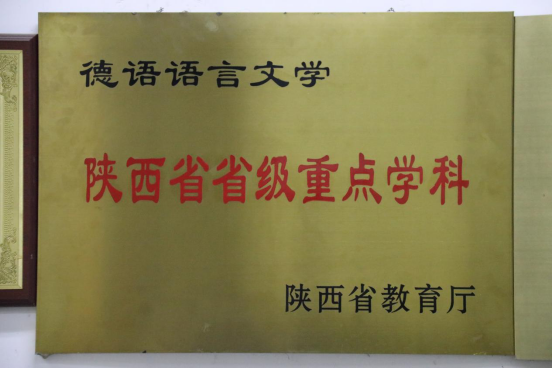 德语语言文学
陕西省省级重点学科
陕西省教育厅